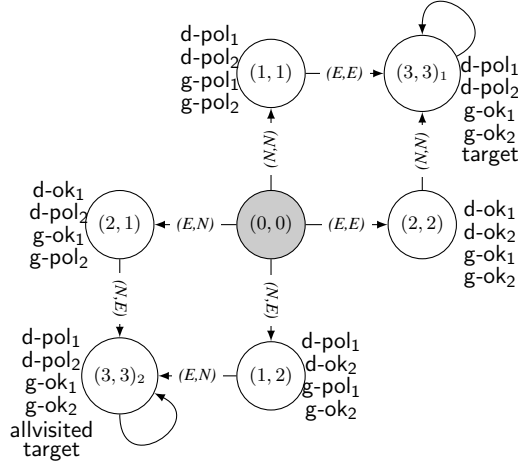 d-pol1
d-pol2
g-pol1
g-pol2
(1, 1)
(E,E)
(3, 3)1
d-pol1
d-pol2
g-ok1
g-ok2
target
(N,N)
(N,N)
d-ok1
d-pol2
g-ok1
g-pol2
(2, 1)
(E,N)
(0, 0)
(E,E)
(2, 2)
d-ok1
d-ok2
g-ok1
g-ok2
(N,E)
(N,E)
d-pol1
d-pol2
g-ok1
g-ok2
allvisited
target
(3, 3)2
(E,N)
(1, 2)
d-pol1
d-ok2
g-pol1
g-ok2